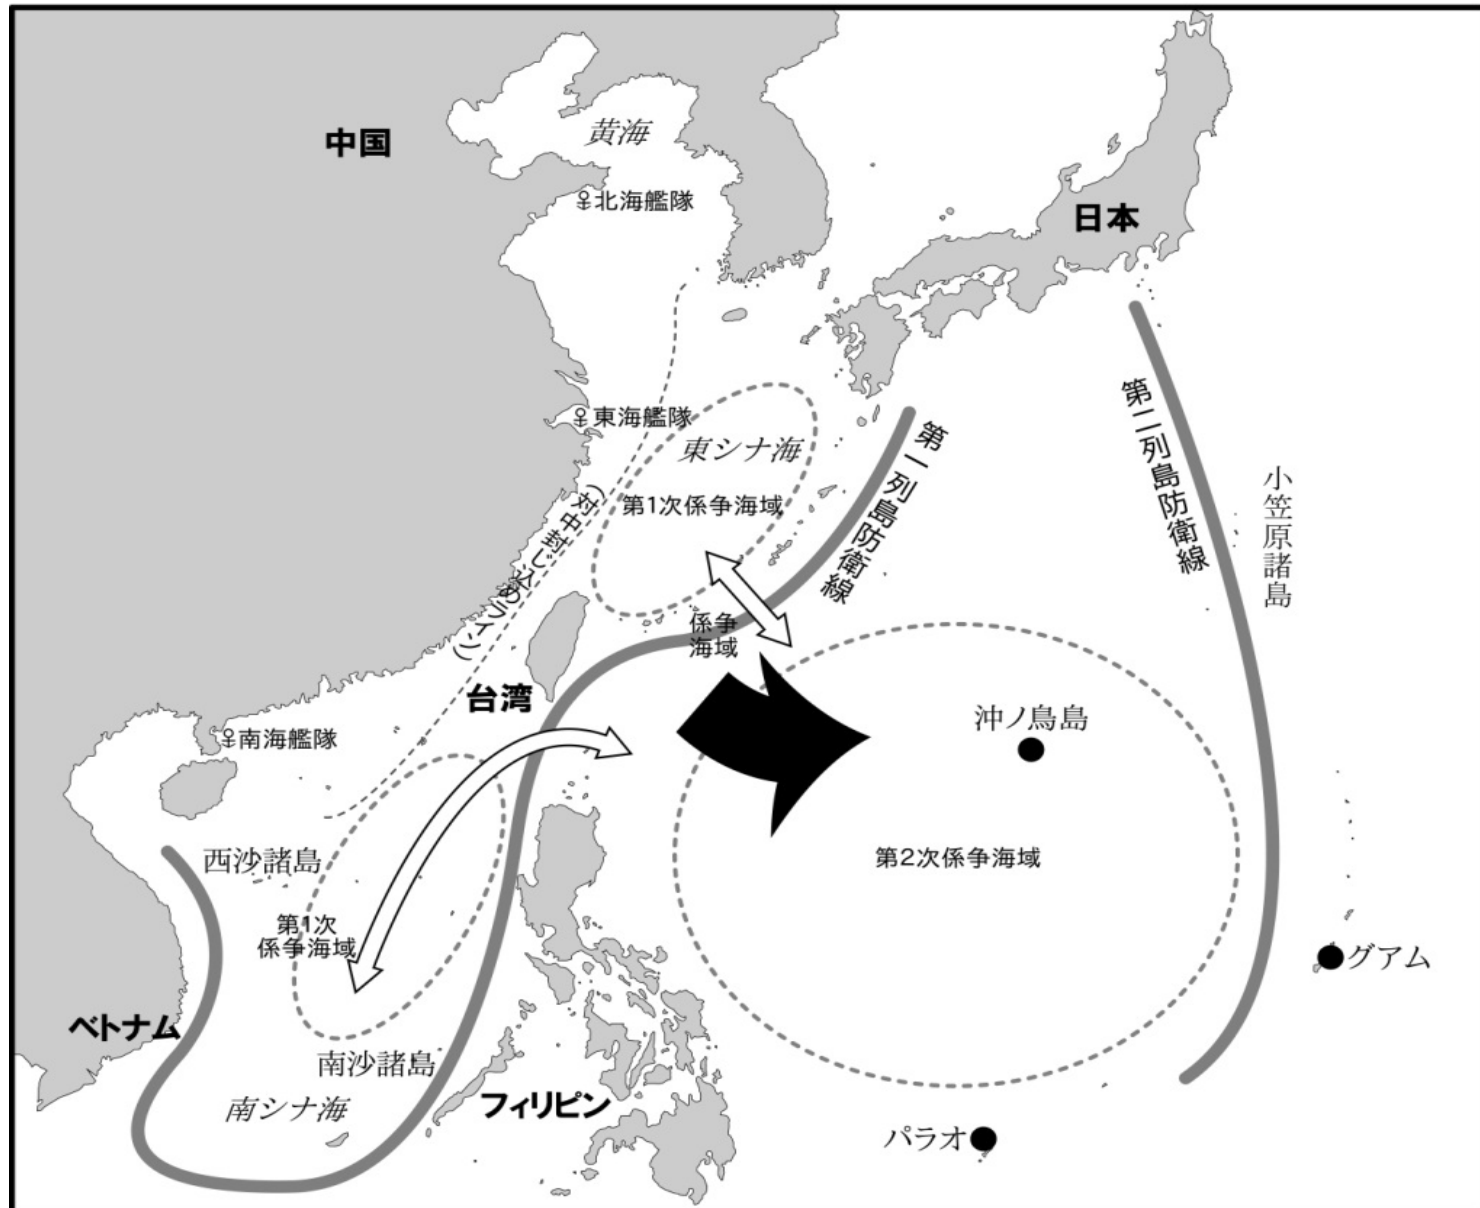 中国
黄海
北海艦隊
日本
東海艦隊
東シナ海
第1次係争海域
(対中封じ込めライン)
第一列島防衛線
第二列島防衛線
小笠原諸島
係争
海域
台湾
南海艦隊
沖ノ鳥島
第2次係争海域
西沙諸島
第1次
係争海域
グアム
ベトナム
南沙諸島
南シナ海
フィリピン
パラオ